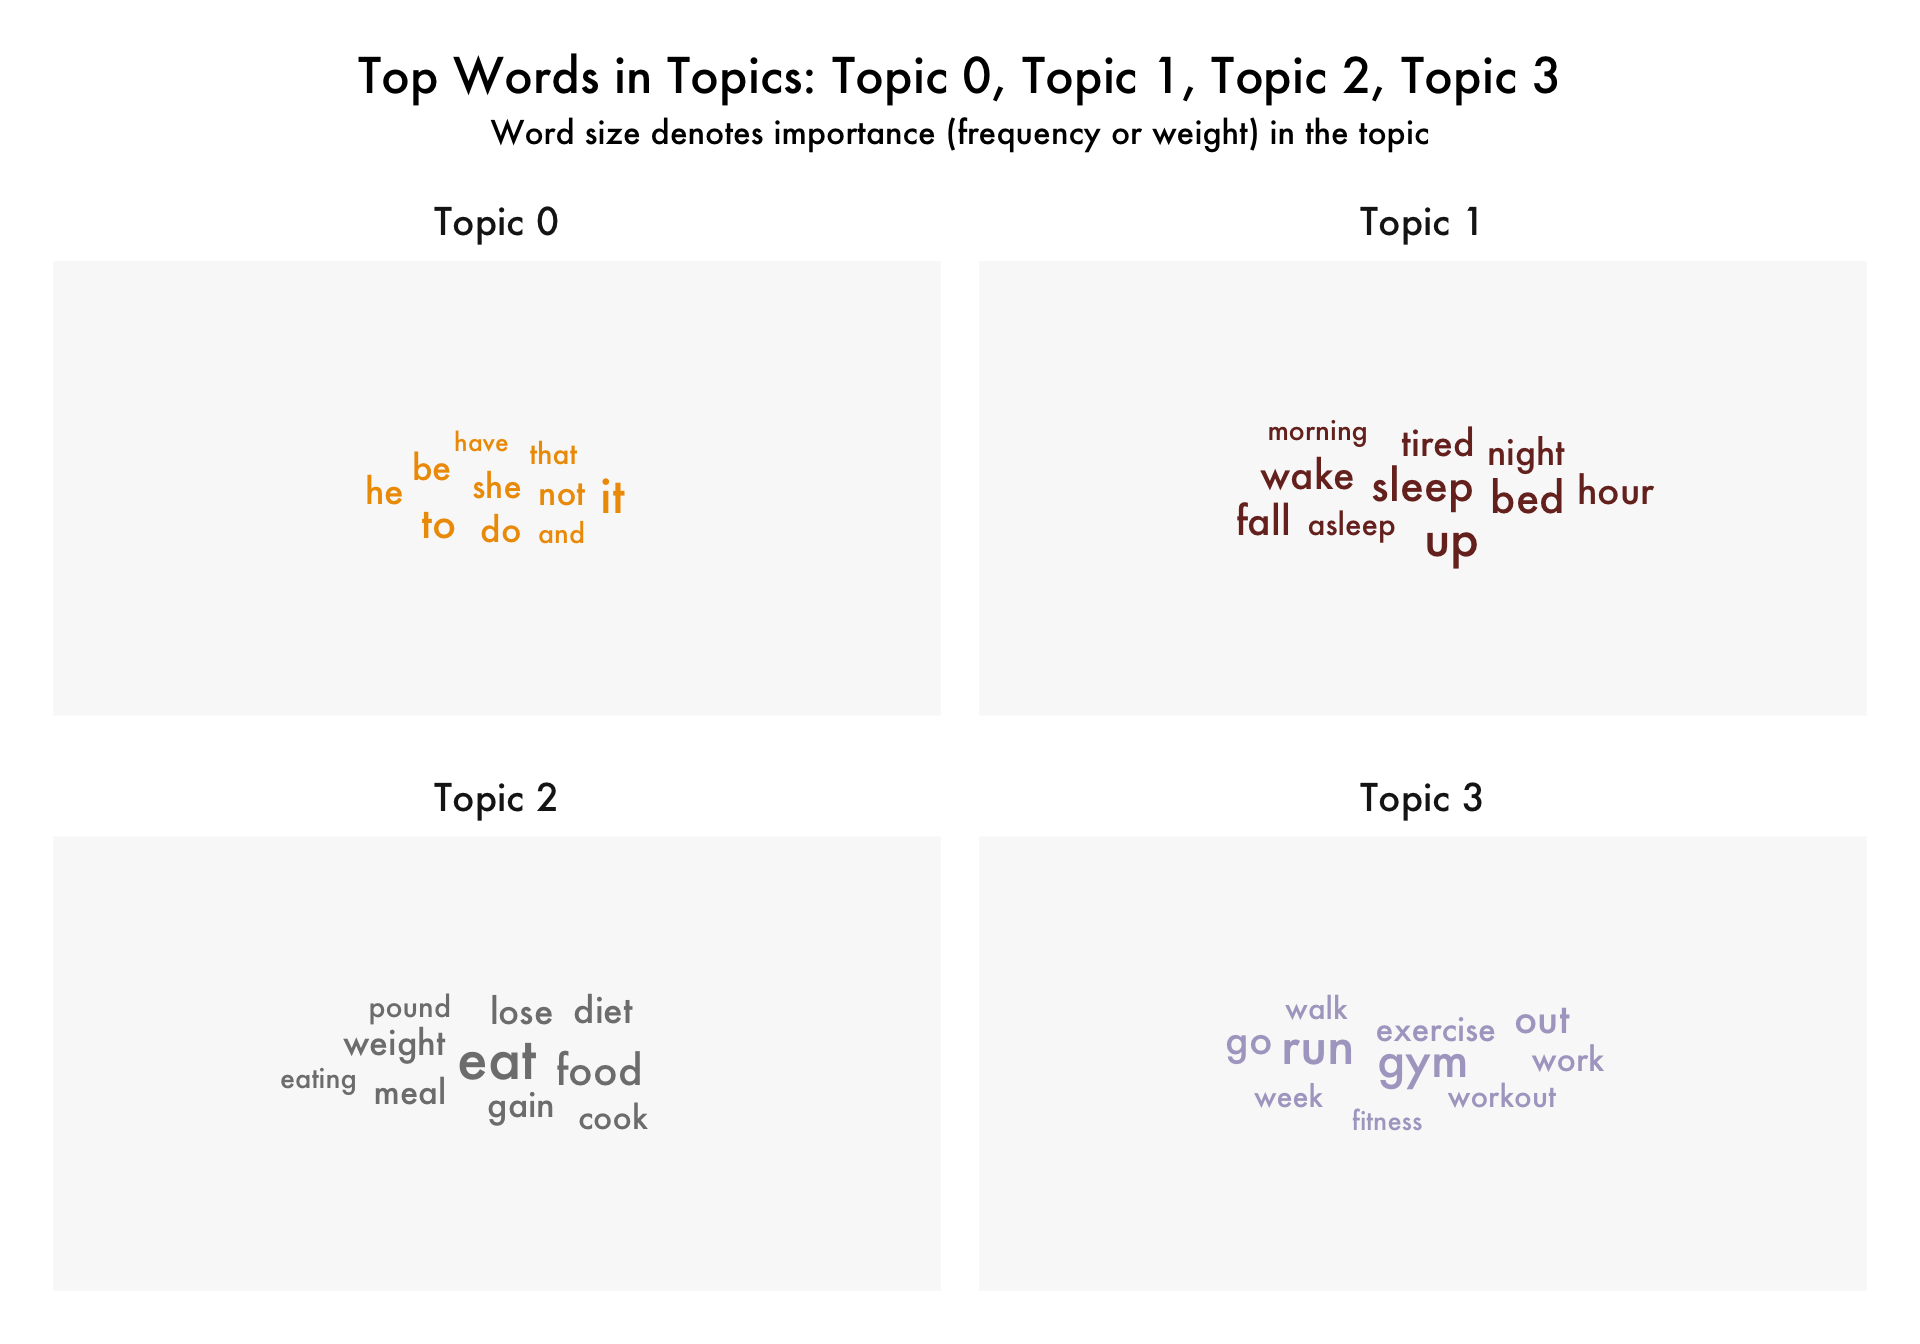 Top Words in Topics: Topic 0, Topic 1, Topic 2, Topic 3
Word size denotes importance (frequency or weight) in the topic
Topic 0
have that
be
he she not it
to do and
Topic 1
morning tired night
wake sleep bed hour
fall asleep up
Topic 2
pound lose diet
weight eat food
eating meal gain cook
Topic 3
walk exercise out
go run gym work
week workout
fitness